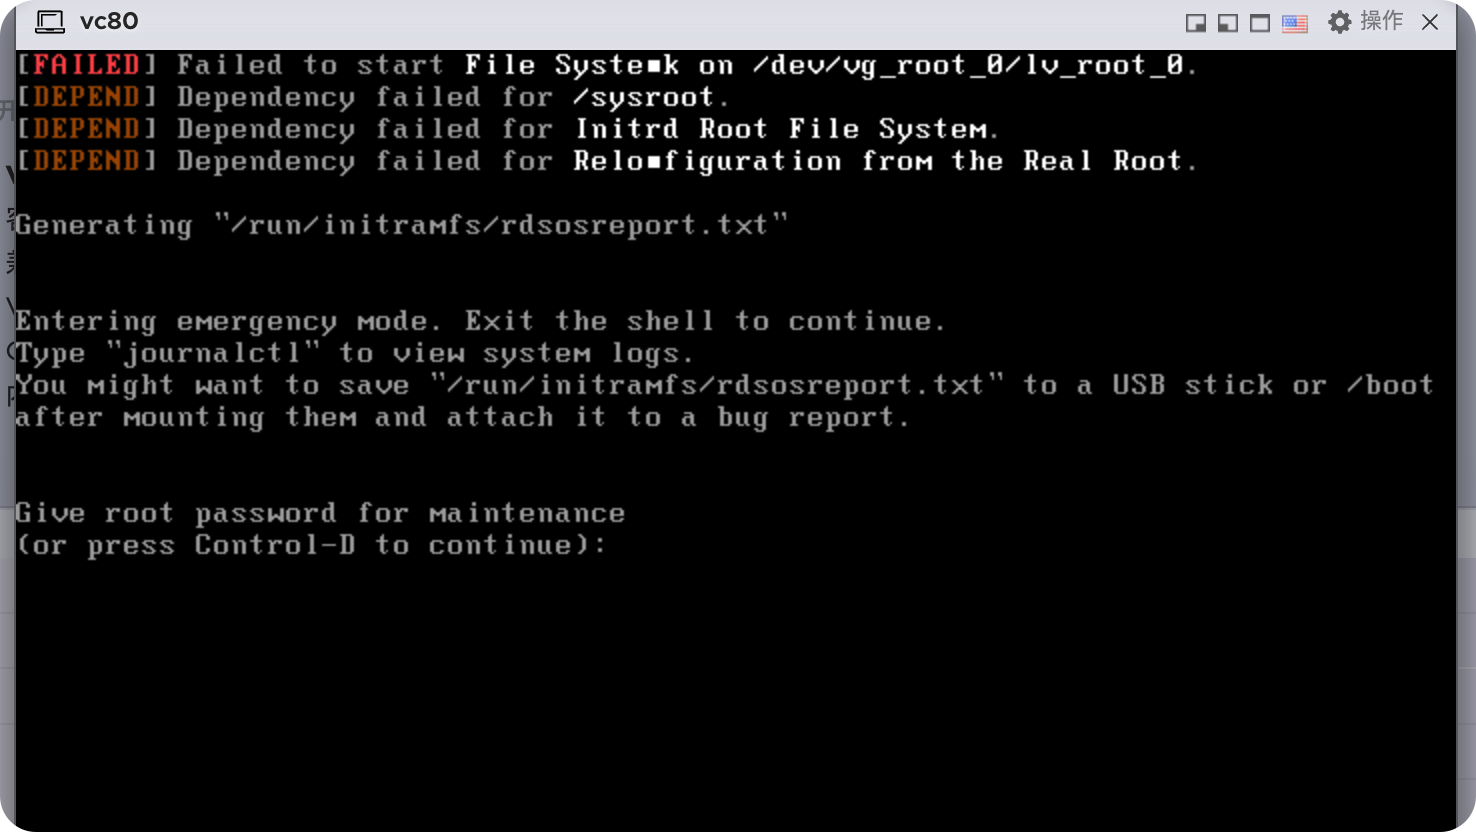 vc80
操作
[FAILED] Failed to start File Syste■k on /dev/vg_root_0/lv_root_0.
[DEPEND] Dependency failed for /sysroot.
[DEPEND] Dependency failed for Initrd Root File System.
[DEPEND] Dependency failed for Relo■figuration from the Real Root.
Generating "/run/initramfs/rdsosreport.txt"
Entering emergency mode. Exit the shell to continue.
Type "journalctl" to view system logs.
You might want to save "/run/initramfs/rdsosreport.txt" to a USB stick or /boot
after mounting them and attach it to a bug report.
Give root password for maintenance
(or press Control-D to continue):